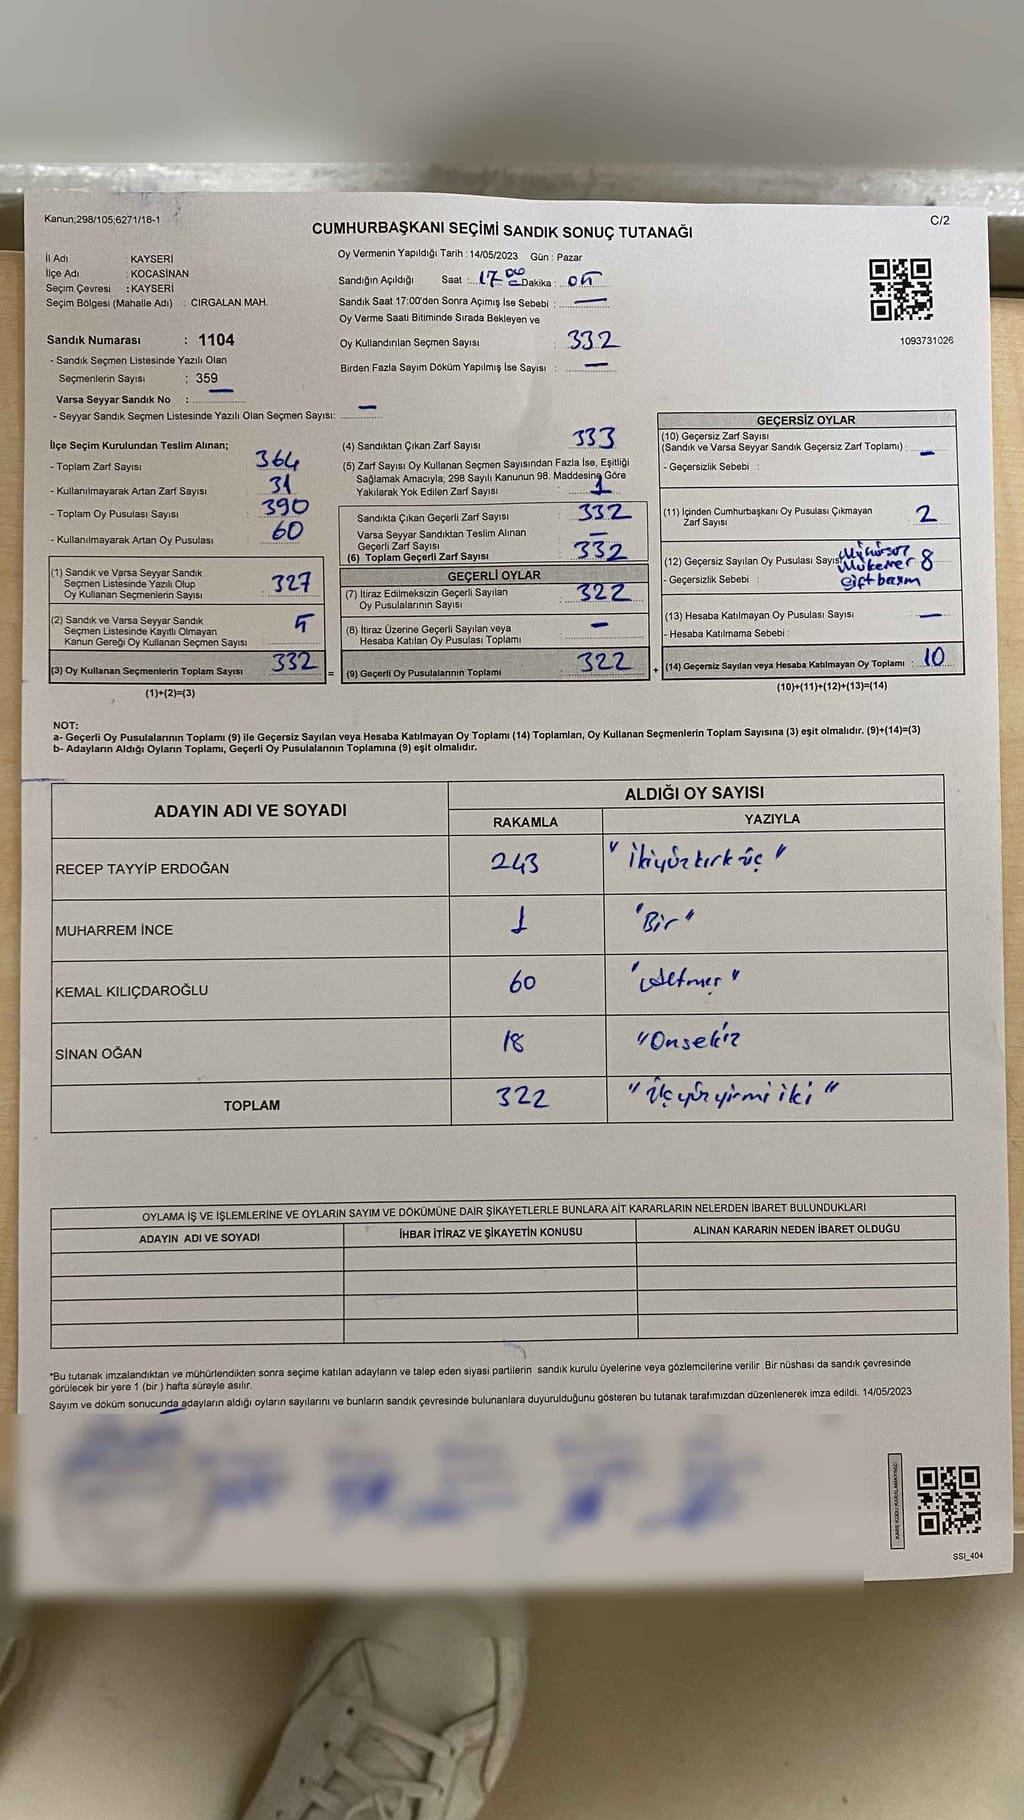 Kanun;298/105;6271/18-1
C/2
CUMHURBAŞKANI SEÇİMİ SANDIK SONUÇ TUTANAĞI
İl Adı : KAYSERİ
İlçe Adı : KOCASİNAN
Seçim Çevresi : KAYSERİ
Seçim Bölgesi (Mahalle Adı) : CIRGALAN MAH.
Sandık Numarası : 1104
- Sandık Seçmen Listesinde Yazılı Olan
Seçmenlerin Sayısı : 359
Varsa Seyyar Sandık No : —
- Seyyar Sandık Seçmen Listesinde Yazılı Olan Seçmen Sayısı: —
Oy Vermenin Yapıldığı Tarih : 14/05/2023 Gün : Pazar
Sandığın Açıldığı Saat : 17 00 Dakika : 05
Sandık Saat 17:00'den Sonra Açımış İse Sebebi : —
Oy Verme Saati Bitiminde Sırada Bekleyen ve
Oy Kullandırılan Seçmen Sayısı : 332
Birden Fazla Sayım Döküm Yapılmış İse Sayısı : —
1093731026
İlçe Seçim Kurulundan Teslim Alınan;
- Toplam Zarf Sayısı 364
- Kullanılmayarak Artan Zarf Sayısı 31
- Toplam Oy Pusulası Sayısı 390
- Kullanılmayarak Artan Oy Pusulası 60
(1) Sandık ve Varsa Seyyar Sandık
Seçmen Listesinde Yazılı Olup
Oy Kullanan Seçmenlerin Sayısı 327
(2) Sandık ve Varsa Seyyar Sandık
Seçmen Listesinde Kayıtlı Olmayan
Kanun Gereği Oy Kullanan Seçmen Sayısı 5
(3) Oy Kullanan Seçmenlerin Toplam Sayısı 332 =
(1)+(2)=(3)
(4) Sandıktan Çıkan Zarf Sayısı 333
(5) Zarf Sayısı Oy Kullanan Seçmen Sayısından Fazla İse, Eşitliği
Sağlamak Amacıyla; 298 Sayılı Kanunun 98. Maddesine Göre
Yakılarak Yok Edilen Zarf Sayısı 1
Sandıkta Çıkan Geçerli Zarf Sayısı 332
Varsa Seyyar Sandıktan Teslim Alınan
Geçerli Zarf Sayısı —
(6) Toplam Geçerli Zarf Sayısı 332
GEÇERLİ OYLAR
(7) İtiraz Edilmeksizin Geçerli Sayılan
Oy Pusulalarının Sayısı 322
(8) İtiraz Üzerine Geçerli Sayılan veya
Hesaba Katılan Oy Pusulası Toplamı —
(9) Geçerli Oy Pusulalarının Toplamı 322 +
GEÇERSİZ OYLAR
(10) Geçersiz Zarf Sayısı
(Sandık ve Varsa Seyyar Sandık Geçersiz Zarf Toplamı) : —
- Geçersizlik Sebebi :
(11) İçinden Cumhurbaşkanı Oy Pusulası Çıkmayan
Zarf Sayısı 2
(12) Geçersiz Sayılan Oy Pusulası Sayısı 8
- Geçersizlik Sebebi : Mükerrer
çift basım
(13) Hesaba Katılmayan Oy Pusulası Sayısı —
- Hesaba Katılmama Sebebi :
(14) Geçersiz Sayılan veya Hesaba Katılmayan Oy Toplamı : 10
(10)+(11)+(12)+(13)=(14)
NOT:
a- Geçerli Oy Pusulalarının Toplamı (9) ile Geçersiz Sayılan veya Hesaba Katılmayan Oy Toplamı (14) Toplamları, Oy Kullanan Seçmenlerin Toplam Sayısına (3) eşit olmalıdır. (9)+(14)=(3)
b- Adayların Aldığı Oyların Toplamı, Geçerli Oy Pusulalarının Toplamına (9) eşit olmalıdır.
ADAYIN ADI VE SOYADI
ALDIĞI OY SAYISI
RAKAMLA YAZIYLA
RECEP TAYYİP ERDOĞAN 243 "İkiyüzkırk üç"
MUHARREM İNCE 1 "Bir"
KEMAL KILIÇDAROĞLU 60 "Altmış"
SİNAN OĞAN 18 "Onsekiz
TOPLAM 322 "Üçyüzyirmi iki"
OYLAMA İŞ VE İŞLEMLERİNE VE OYLARIN SAYIM VE DÖKÜMÜNE DAİR ŞİKAYETLERLE BUNLARA AİT KARARLARIN NELERDEN İBARET BULUNDUKLARI
ADAYIN ADI VE SOYADI İHBAR İTİRAZ VE ŞİKAYETİN KONUSU ALINAN KARARIN NEDEN İBARET OLDUĞU
*Bu tutanak imzalandıktan ve mühürlendikten sonra seçime katılan adayların ve talep eden siyasi partilerin sandık kurulu üyelerine veya gözlemcilerine verilir .Bir nüshası da sandık çevresinde
görülecek bir yere 1 (bir ) hafta süreyle asılır.
Sayım ve döküm sonucunda adayların aldığı oyların sayılarını ve bunların sandık çevresinde bulunanlara duyurulduğunu gösteren bu tutanak tarafımızdan düzenlenerek imza edildi. 14/05/2023
KARE KODU KARALAMAYINIZ!
SSI_404